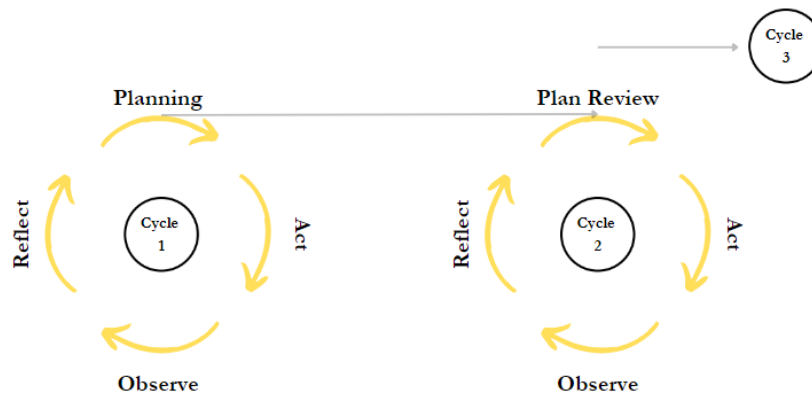 Cycle
3
Planning
Plan Review
Reflect
Cycle
1
Act
Reflect
Cycle
2
Act
Observe
Observe